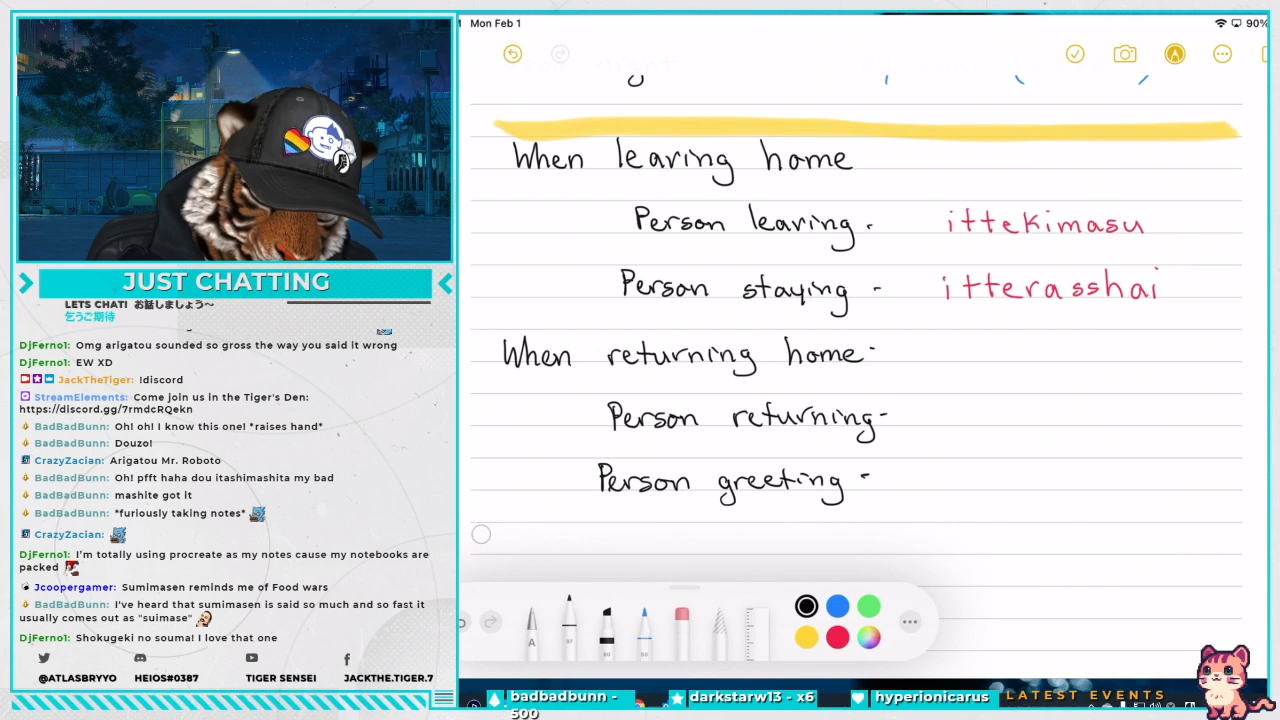 JUST CHATTING
LETS CHAT! お話しましょう〜
乞うご期待
DjFerno1: Omg arigatou sounded so gross the way you said it wrong
DjFerno1: EW XD
JackTheTiger: !discord
StreamElements: Come join us in the Tiger's Den:
https://discord.gg/7rmdcRQekn
BadBadBunn: Oh! oh! I know this one! *raises hand*
BadBadBunn: Douzo!
CrazyZacian: Arigatou Mr. Roboto
BadBadBunn: Oh! pfft haha dou itashimashita my bad
BadBadBunn: mashite got it
BadBadBunn: *furiously taking notes*
CrazyZacian:
DjFerno1: I'm totally using procreate as my notes cause my notebooks are
packed
Jcoopergamer: Sumimasen reminds me of Food wars
BadBadBunn: I've heard that sumimasen is said so much and so fast it
usually comes out as "suimase"
DjFerno1: Shokugeki no souma! I love that one
@ATLASBRYYO HEIOS#0387 TIGER SENSEI JACKTHE.TIGER.7
Mon Feb 1 90%
When leaving home
Person leaving - ittekimasu
Person staying - itterasshai
When returning home-
Person returning-
Person greeting -
badbadbunn -
500
darkstarw13 - x6
hyperionicarus
LATEST EVENTS